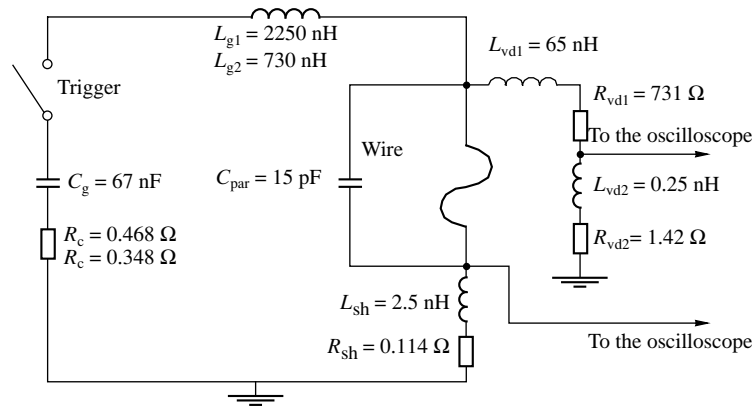 L_g1 = 2250 nH
L_g2 = 730 nH
L_vd1 = 65 nH
Trigger
R_vd1 = 731 Ω
To the oscilloscope
Wire
C_g = 67 nF
C_par = 15 pF
L_vd2 = 0.25 nH
R_c = 0.468 Ω
R_c = 0.348 Ω
R_vd2 = 1.42 Ω
L_sh = 2.5 nH
R_sh = 0.114 Ω
To the oscilloscope